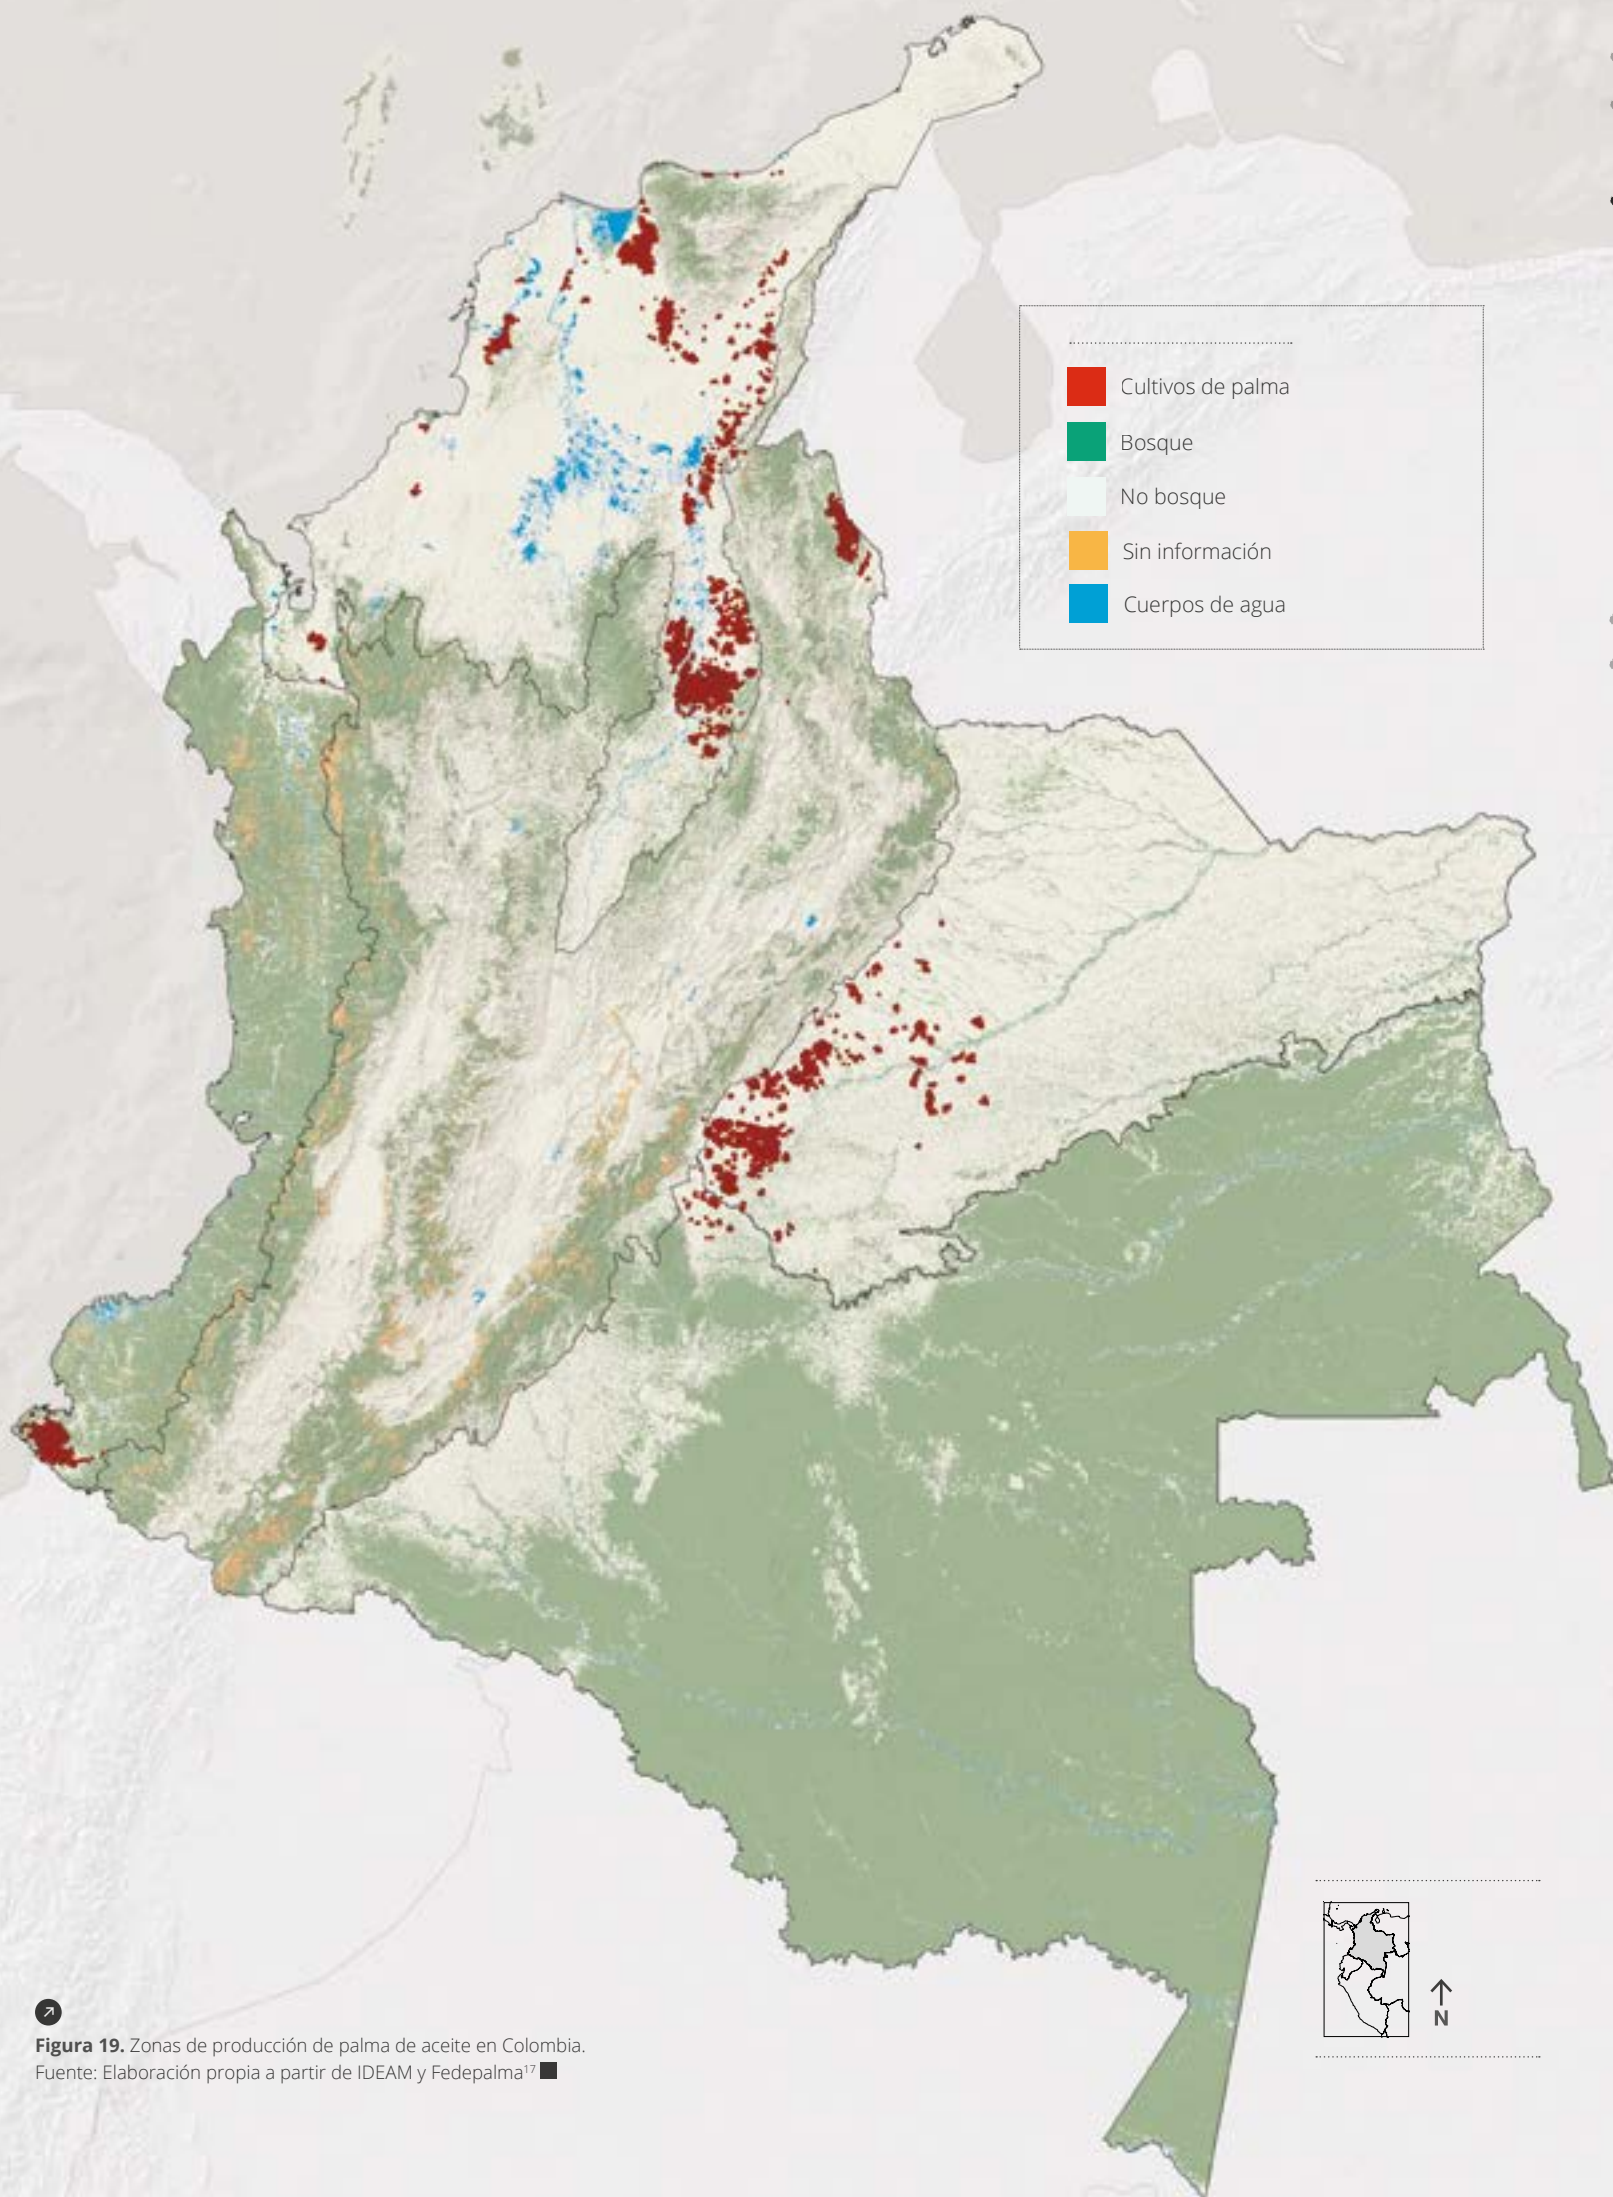 Cultivos de palma
Bosque
No bosque
Sin información
Cuerpos de agua
N
Figura 19. Zonas de producción de palma de aceite en Colombia.
Fuente: Elaboración propia a partir de IDEAM y Fedepalma¹⁷